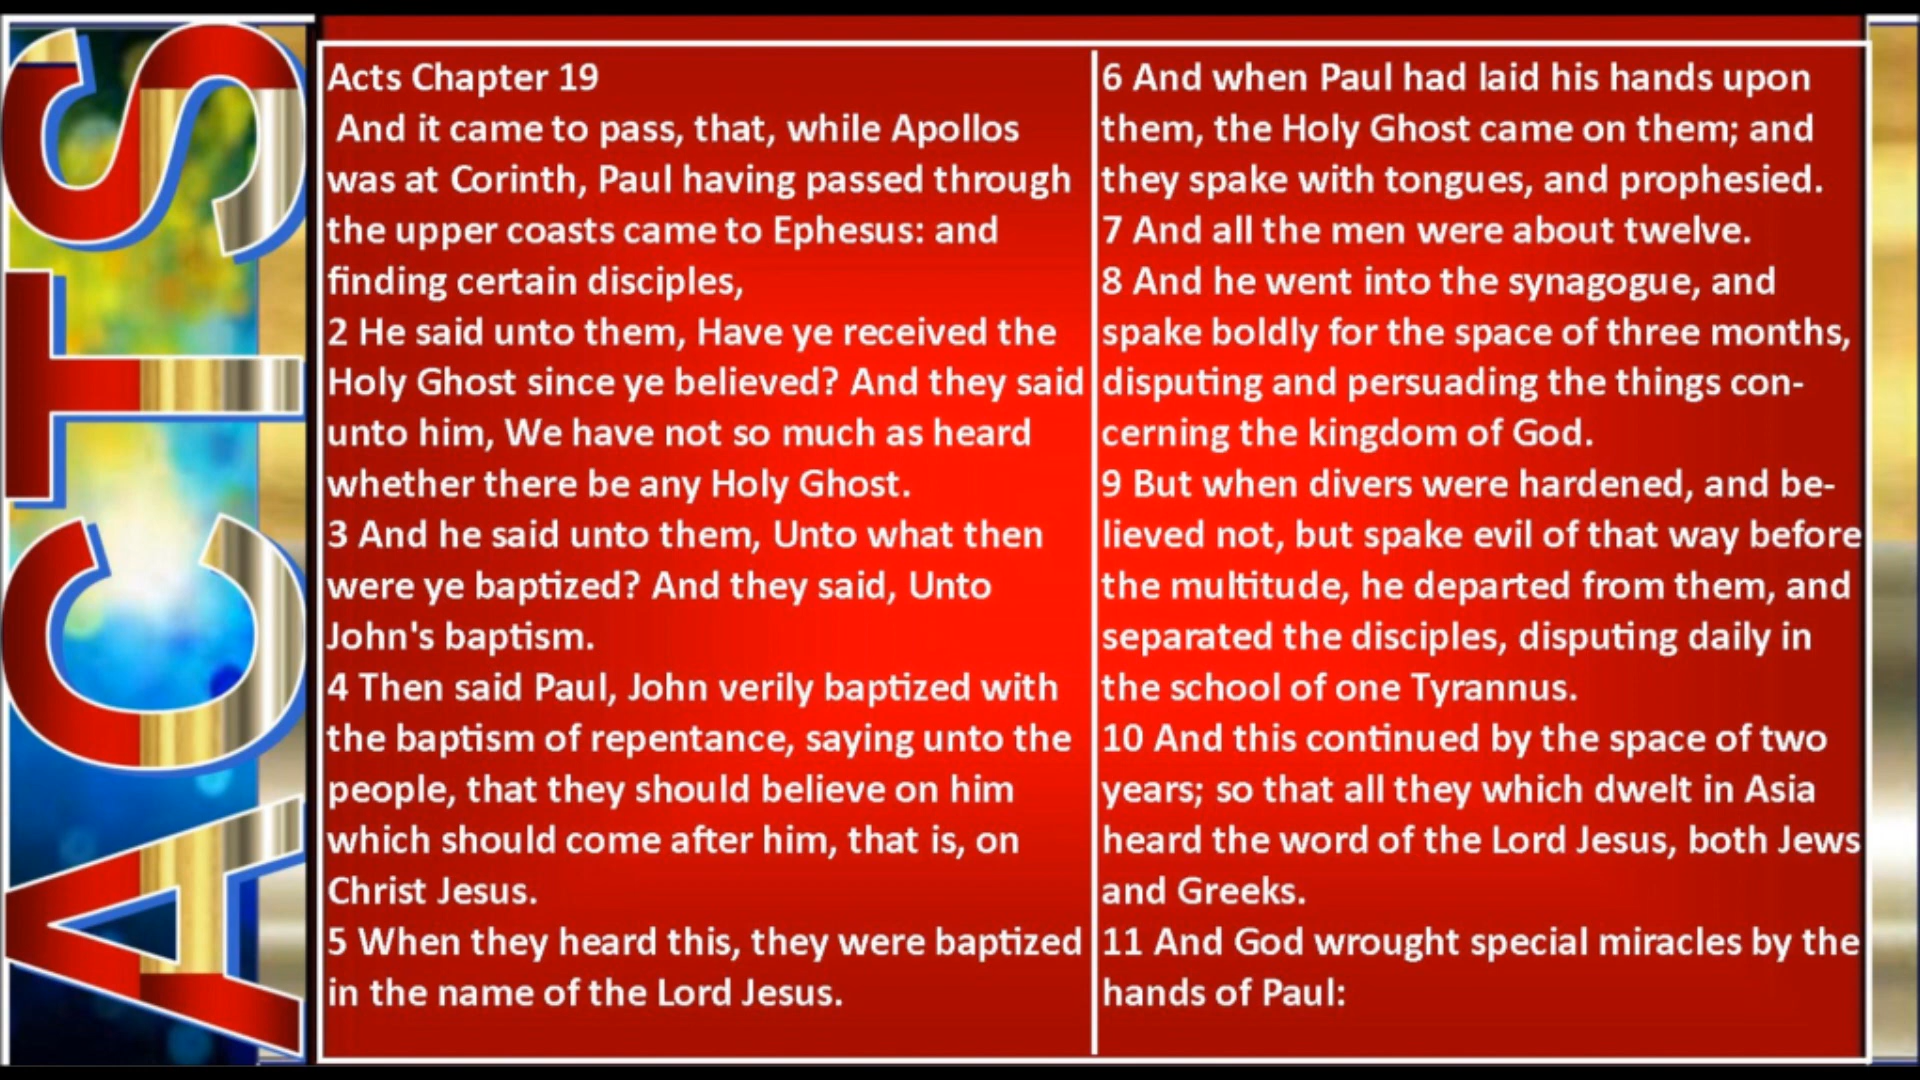 ACTS
Acts Chapter 19
And it came to pass, that, while Apollos
was at Corinth, Paul having passed through
the upper coasts came to Ephesus: and
finding certain disciples,
2 He said unto them, Have ye received the
Holy Ghost since ye believed? And they said
unto him, We have not so much as heard
whether there be any Holy Ghost.
3 And he said unto them, Unto what then
were ye baptized? And they said, Unto
John's baptism.
4 Then said Paul, John verily baptized with
the baptism of repentance, saying unto the
people, that they should believe on him
which should come after him, that is, on
Christ Jesus.
5 When they heard this, they were baptized
in the name of the Lord Jesus.
6 And when Paul had laid his hands upon
them, the Holy Ghost came on them; and
they spake with tongues, and prophesied.
7 And all the men were about twelve.
8 And he went into the synagogue, and
spake boldly for the space of three months,
disputing and persuading the things con-
cerning the kingdom of God.
9 But when divers were hardened, and be-
lieved not, but spake evil of that way before
the multitude, he departed from them, and
separated the disciples, disputing daily in
the school of one Tyrannus.
10 And this continued by the space of two
years; so that all they which dwelt in Asia
heard the word of the Lord Jesus, both Jews
and Greeks.
11 And God wrought special miracles by the
hands of Paul: